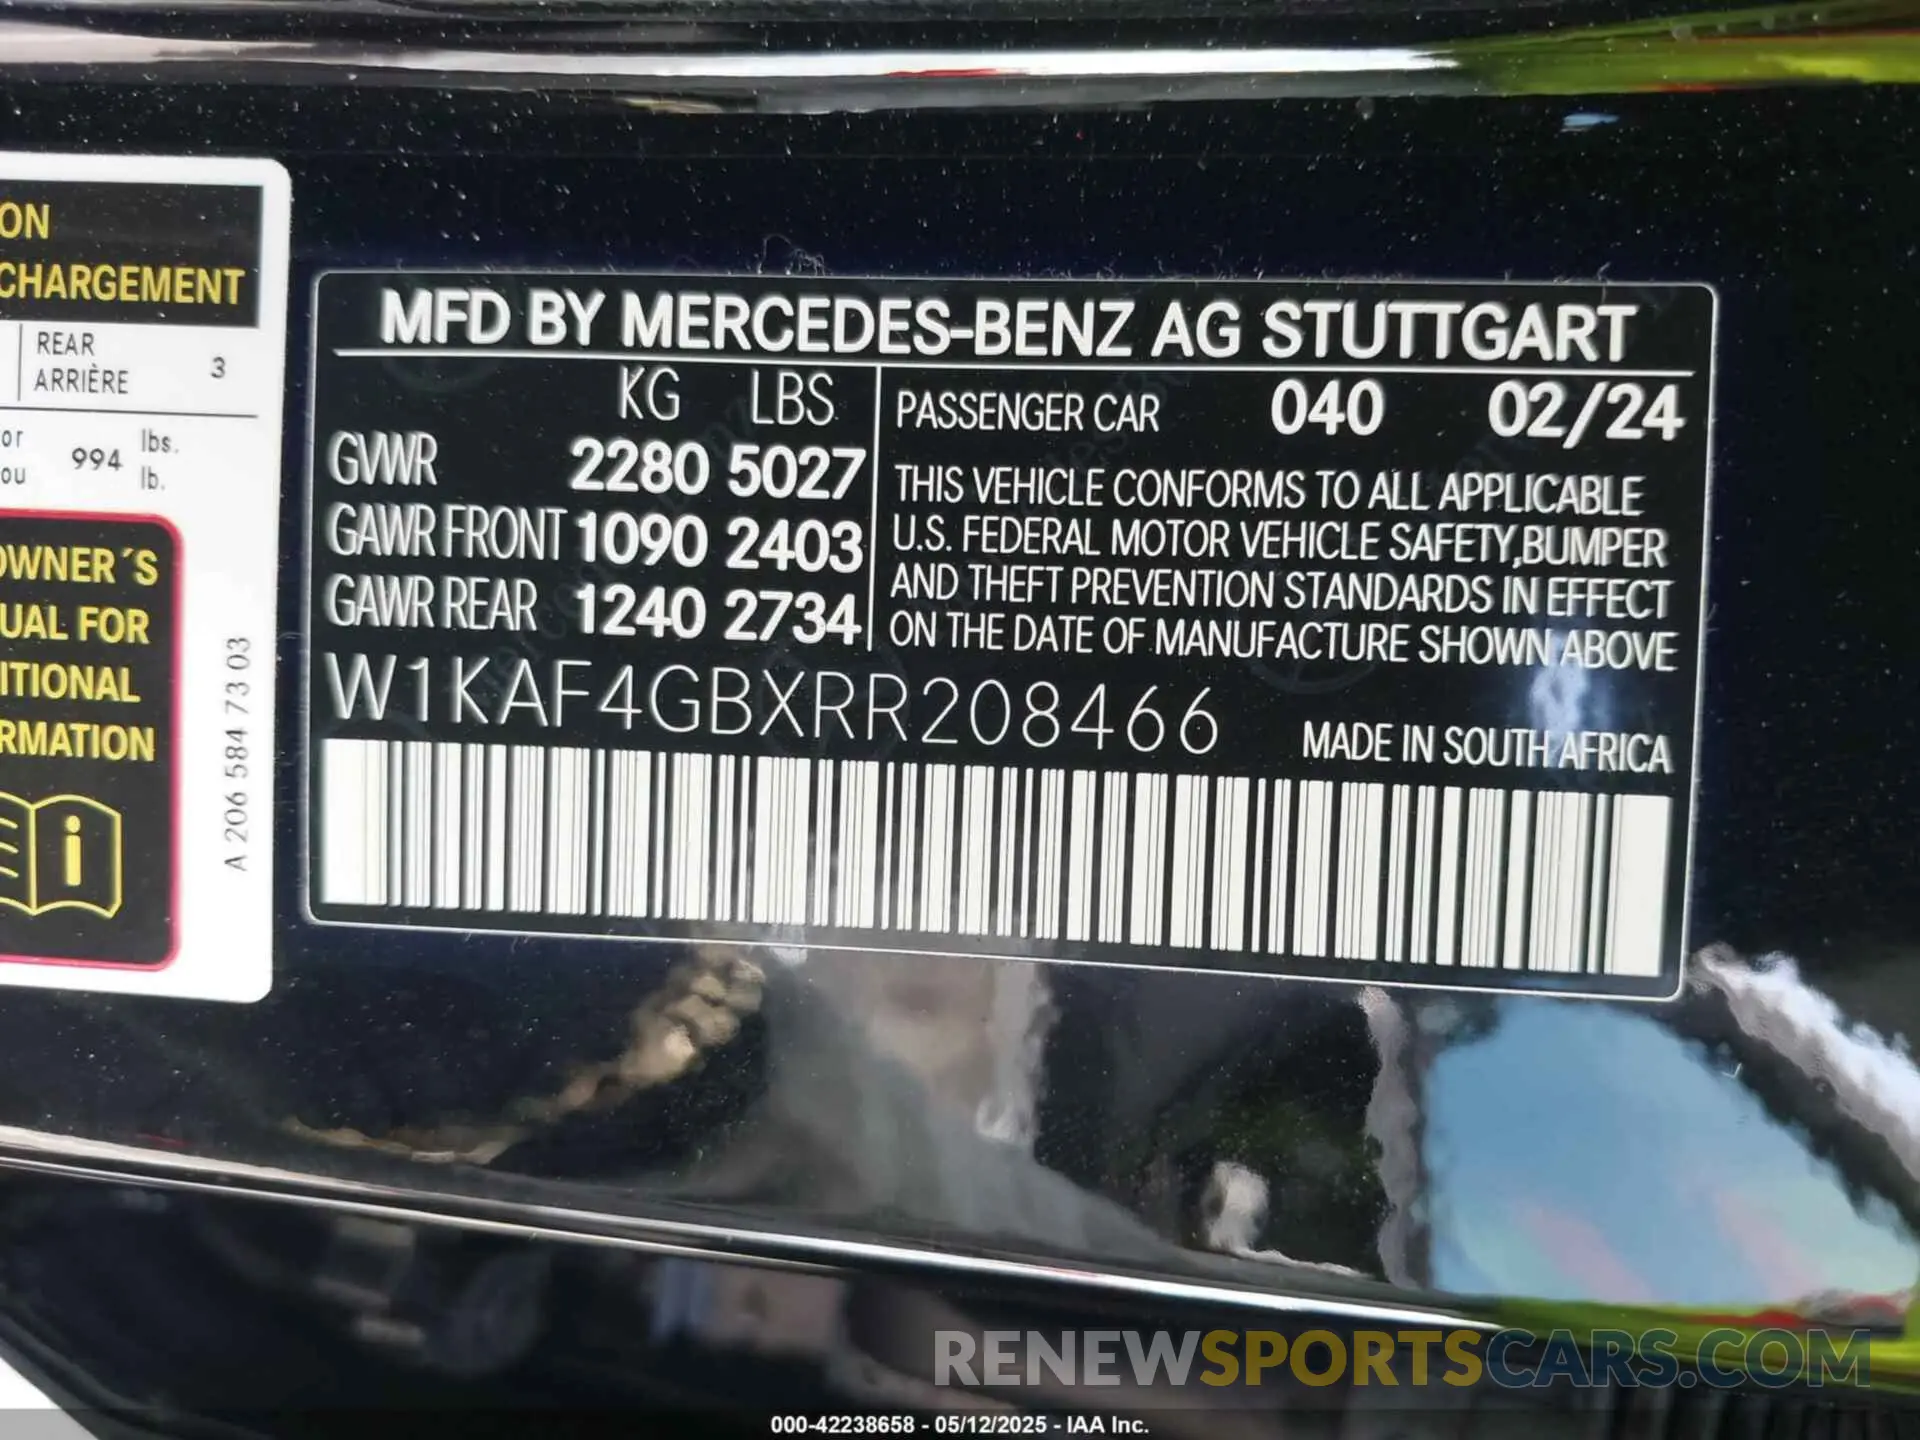 ON
CHARGEMENT
REAR
ARRIÈRE
3
or
ou
994
lbs.
lb.
OWNER´S
UAL FOR
ITIONAL
RMATION
i
A 206 584 73 03
MFD BY MERCEDES-BENZ AG STUTTGART
KG LBS
GVWR 2280 5027
GAWR FRONT 1090 2403
GAWR REAR 1240 2734
PASSENGER CAR 040 02/24
THIS VEHICLE CONFORMS TO ALL APPLICABLE
U.S. FEDERAL MOTOR VEHICLE SAFETY,BUMPER
AND THEFT PREVENTION STANDARDS IN EFFECT
ON THE DATE OF MANUFACTURE SHOWN ABOVE
W1KAF4GBXRR208466
MADE IN SOUTH AFRICA
RENEWSPORTSCARS.COM
000-42238658 - 05/12/2025 - IAA Inc.